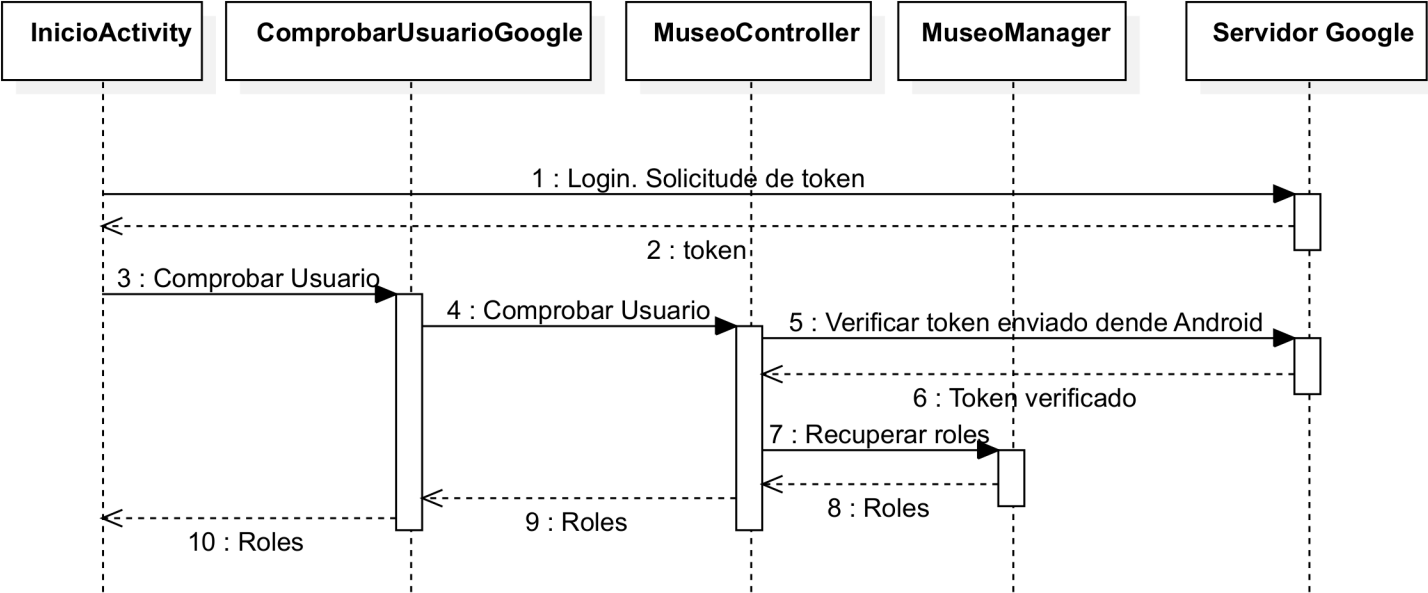 InicioActivity
ComprobarUsuarioGoogle
MuseoController
MuseoManager
Servidor Google
1 : Login. Solicitude de token
2 : token
3 : Comprobar Usuario
4 : Comprobar Usuario
5 : Verificar token enviado dende Android
6 : Token verificado
7 : Recuperar roles
8 : Roles
9 : Roles
10 : Roles